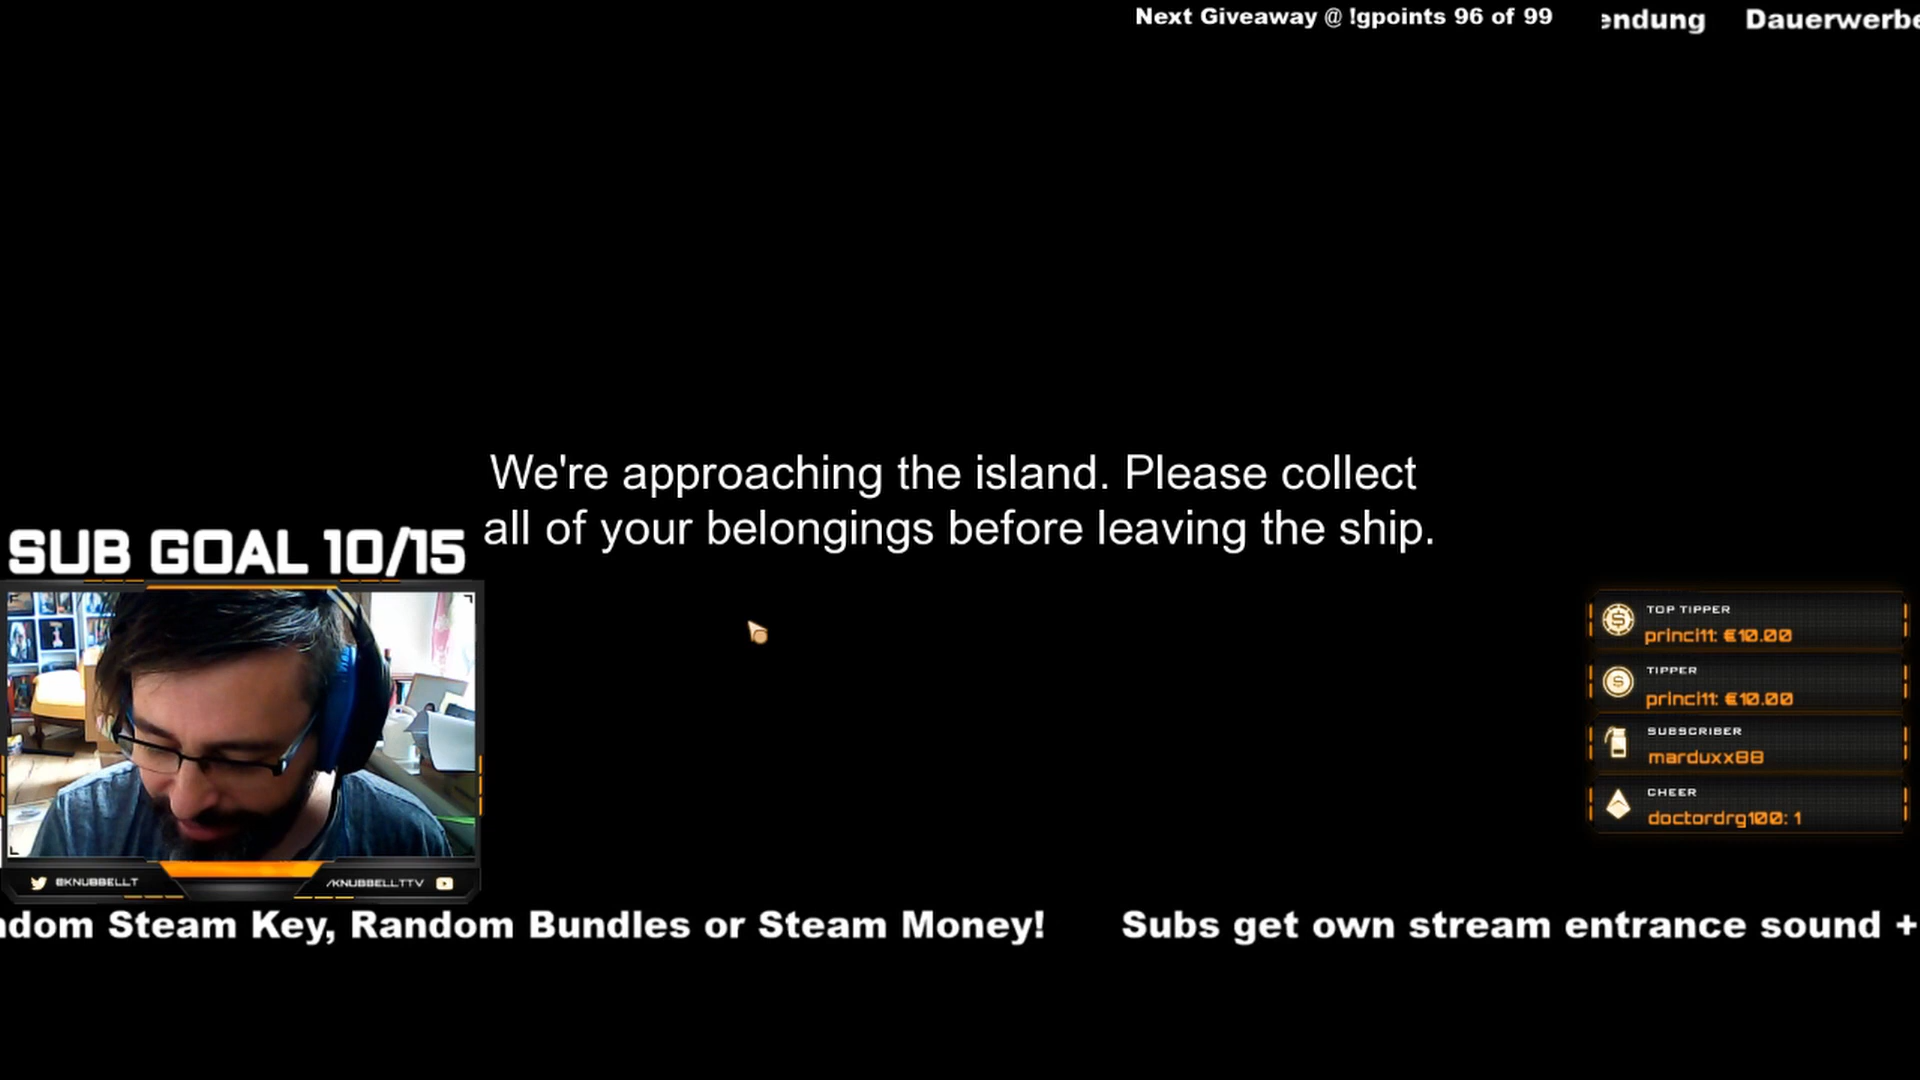 Next Giveaway @ !gpoints 96 of 99
endung Dauerwerbe
We're approaching the island. Please collect
all of your belongings before leaving the ship.
SUB GOAL 10/15
TOP TIPPER
princi11: €10.00
TIPPER
princi11: €10.00
SUBSCRIBER
marduxx88
CHEER
doctordrg100: 1
@KNUBBELLT
/KNUBBELLTTV
ndom Steam Key, Random Bundles or Steam Money! Subs get own stream entrance sound +